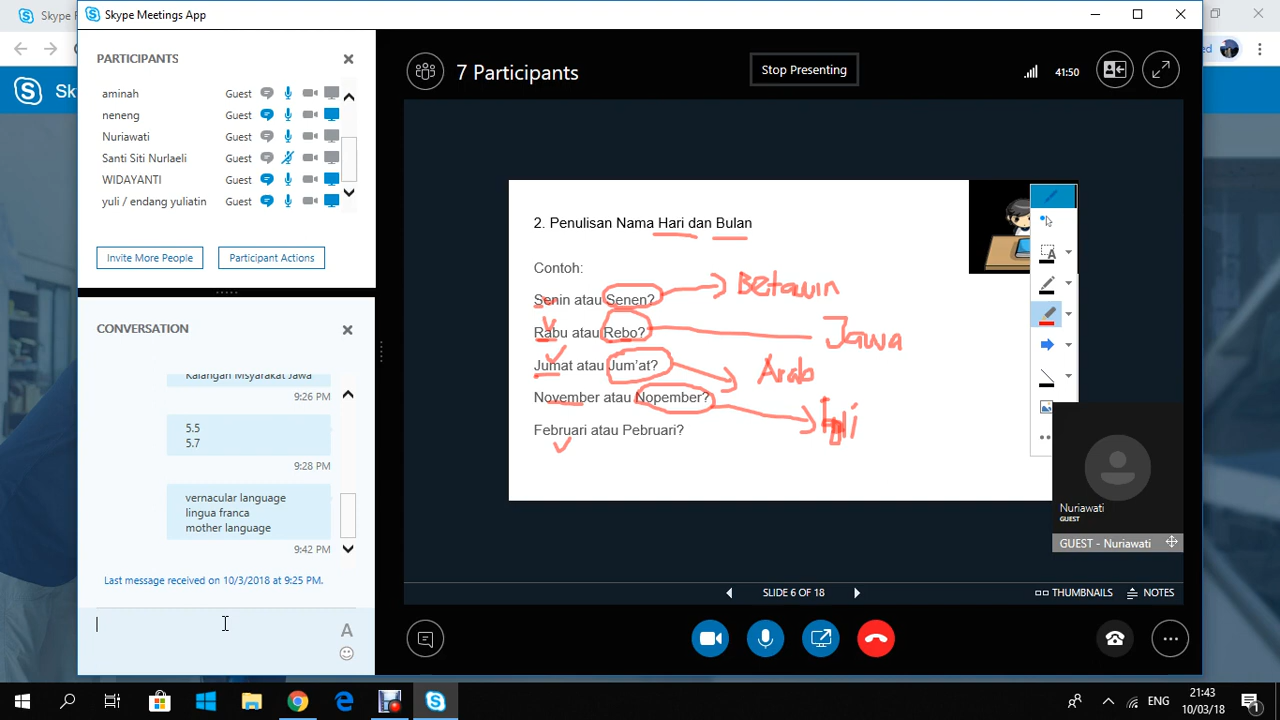 Sk
Skype Meetings App
ed
Sk
PARTICIPANTS
aminah Guest
neneng Guest
Nuriawati Guest
Santi Siti Nurlaeli Guest
WIDAYANTI Guest
yuli / endang yuliatin Guest
Invite More People
Participant Actions
CONVERSATION
Kalangan Msyarakat Jawa
9:26 PM
5.5
5.7
9:28 PM
vernacular language
lingua franca
mother language
9:42 PM
Last message received on 10/3/2018 at 9:25 PM.
A
7 Participants
Stop Presenting
41:50
2. Penulisan Nama Hari dan Bulan
Contoh:
Senin atau Senen? Betawin
Rabu atau Rebo? Jawa
Jumat atau Jum'at? Arab
November atau Nopember?
Februari atau Pebruari?
A
Nuriawati
GUEST
GUEST - Nuriawati
SLIDE 6 OF 18
THUMBNAILS
NOTES
ENG
21:43
10/03/18
1